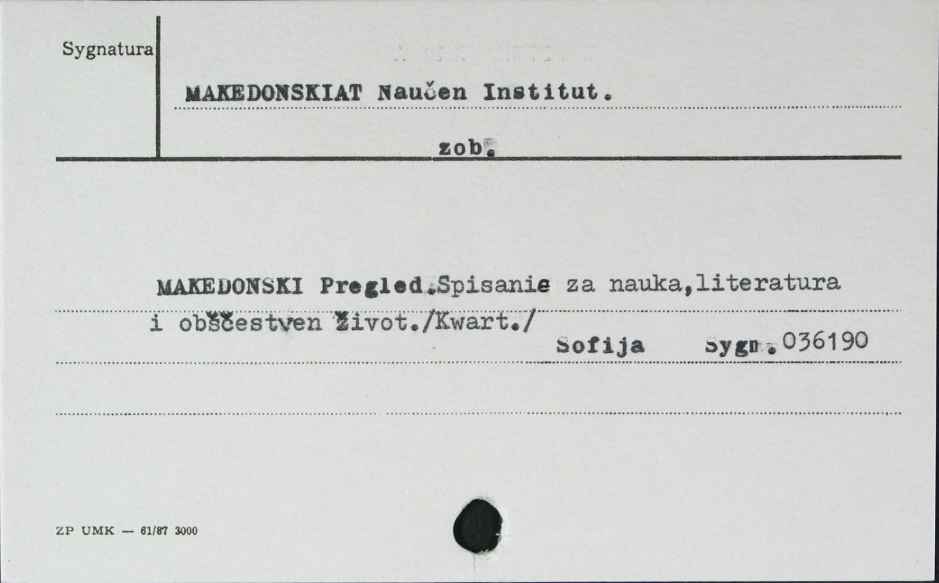 Sygnatura
MAKEDONSKIAT Naučen Institut.
zob.
MAKEDONSKI Pregled.Spisanie za nauka,literatura
i obščestven život./Kwart./
Sofija Sygn. 036190
ZP UMK — 61/87 3000